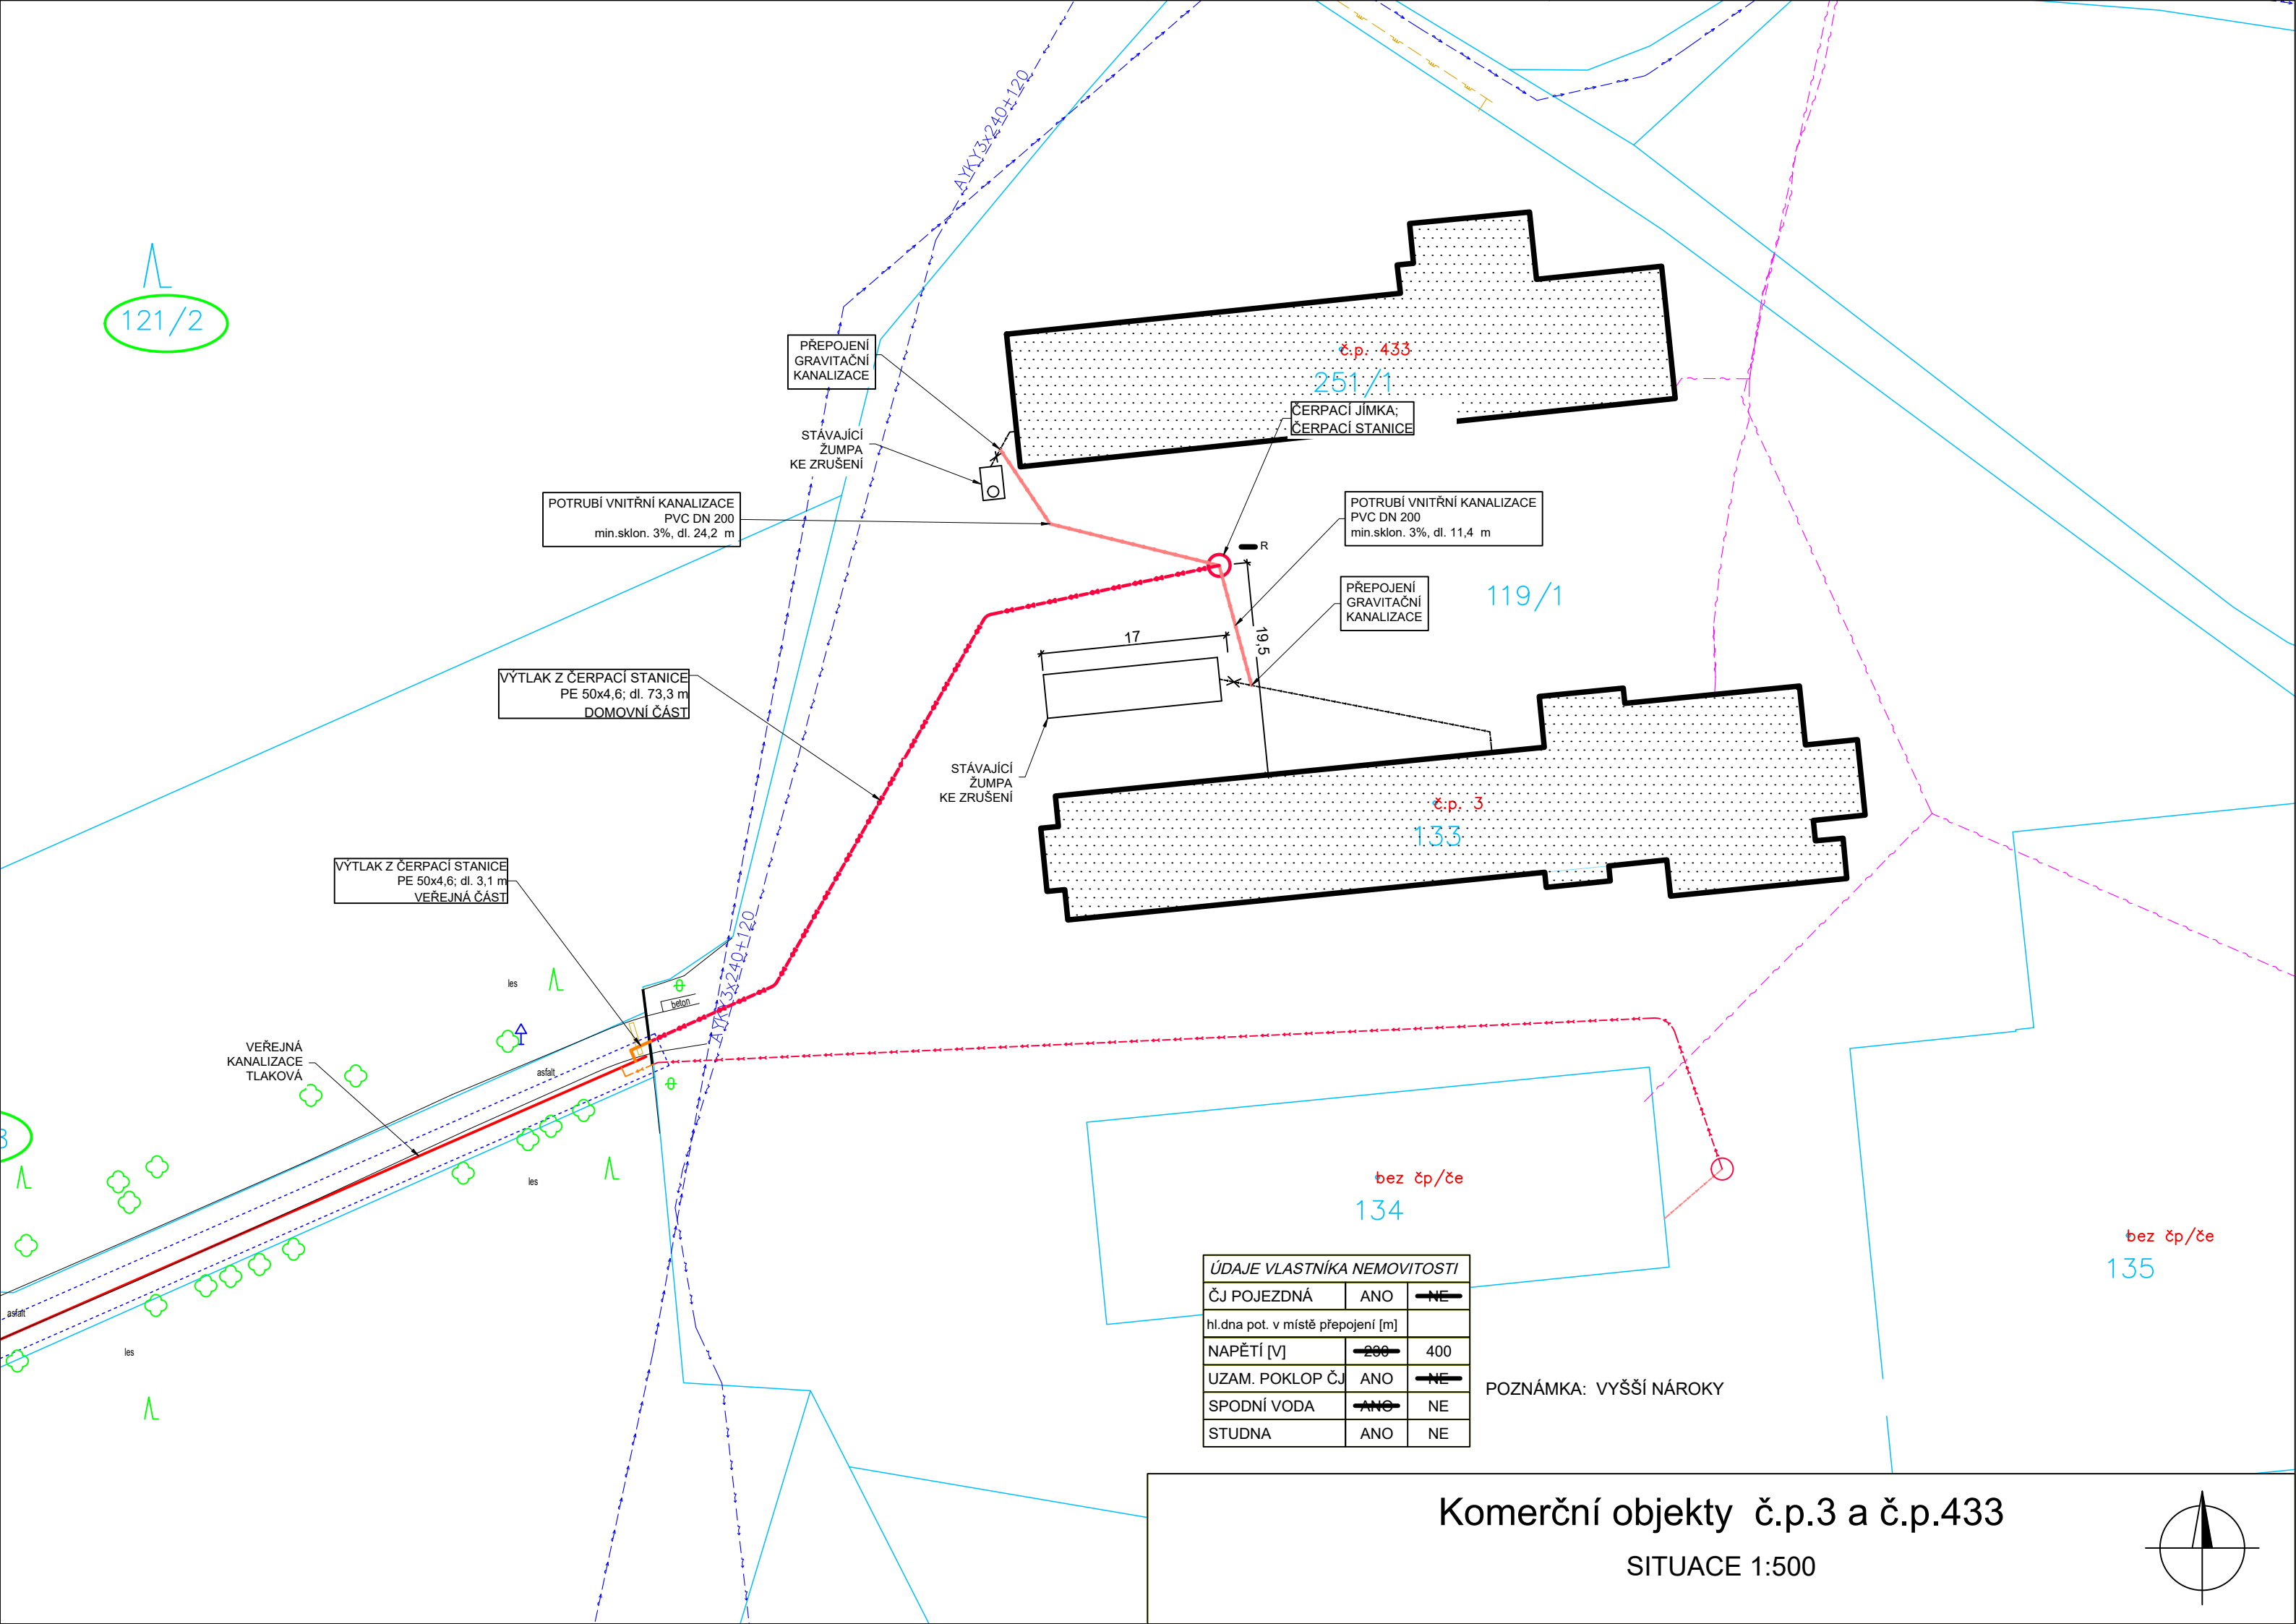 AYKY3x240+120
121/2
PŘEPOJENÍ
GRAVITAČNÍ
KANALIZACE
č.p. 433
251/1
ČERPACÍ JÍMKA;
ČERPACÍ STANICE
STÁVAJÍCÍ
ŽUMPA
KE ZRUŠENÍ
POTRUBÍ VNITŘNÍ KANALIZACE
PVC DN 200
min.sklon. 3%, dl. 24,2 m
POTRUBÍ VNITŘNÍ KANALIZACE
PVC DN 200
min.sklon. 3%, dl. 11,4 m
R
PŘEPOJENÍ
GRAVITAČNÍ
KANALIZACE
119/1
17
19,5
VÝTLAK Z ČERPACÍ STANICE
PE 50x4,6; dl. 73,3 m
DOMOVNÍ ČÁST
STÁVAJÍCÍ
ŽUMPA
KE ZRUŠENÍ
č.p. 3
133
VÝTLAK Z ČERPACÍ STANICE
PE 50x4,6; dl. 3,1 m
VEŘEJNÁ ČÁST
AYKY3x240+120
les
beton
VEŘEJNÁ
KANALIZACE
TLAKOVÁ
asfalt
les
bez čp/če
134
bez čp/če
135
asfalt
les
ÚDAJE VLASTNÍKA NEMOVITOSTI
ČJ POJEZDNÁ ANO NE
hl.dna pot. v místě přepojení [m]
NAPĚTÍ [V] 230 400
UZAM. POKLOP ČJ ANO NE
SPODNÍ VODA ANO NE
STUDNA ANO NE
POZNÁMKA: VYŠŠÍ NÁROKY
Komerční objekty č.p.3 a č.p.433
SITUACE 1:500